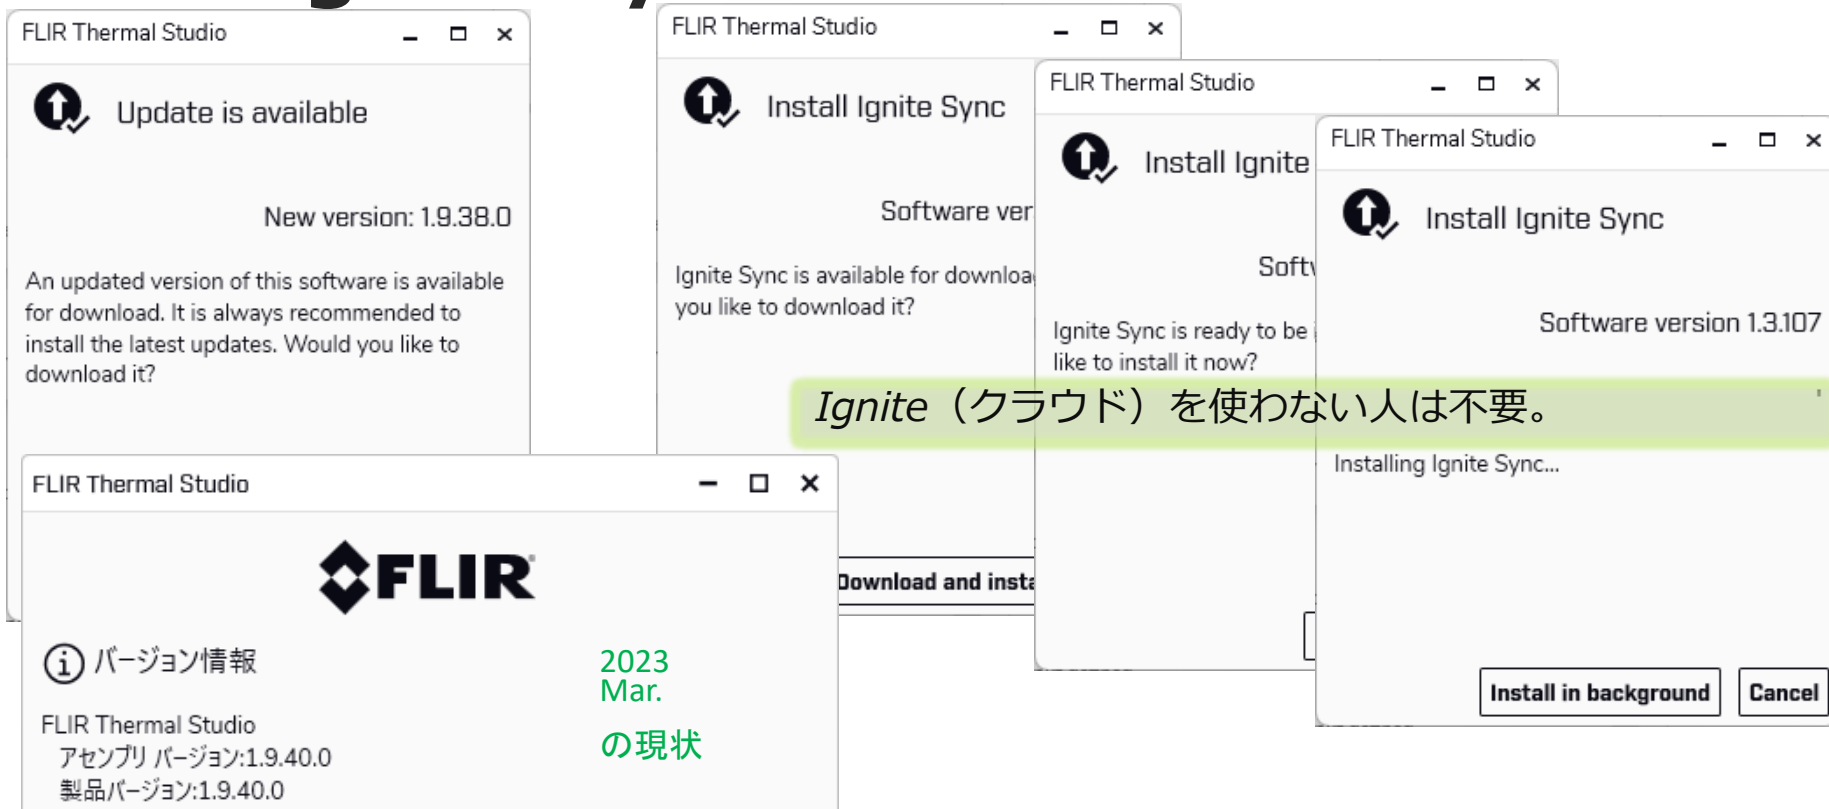 FLIR Thermal Studio
Update is available
New version: 1.9.38.0
An updated version of this software is available
for download. It is always recommended to
install the latest updates. Would you like to
download it?
FLIR Thermal Studio
Install Ignite Sync
Software ver
Ignite Sync is available for downloa
you like to download it?
Download and insta
FLIR Thermal Studio
Install Ignite
Softw
Ignite Sync is ready to be
like to install it now?
FLIR Thermal Studio
Install Ignite Sync
Software version 1.3.107
Ignite（クラウド）を使わない人は不要。
Installing Ignite Sync...
Install in background
Cancel
FLIR Thermal Studio
FLIR
バージョン情報
FLIR Thermal Studio
アセンブリ バージョン:1.9.40.0
製品バージョン:1.9.40.0
2023
Mar.
の現状